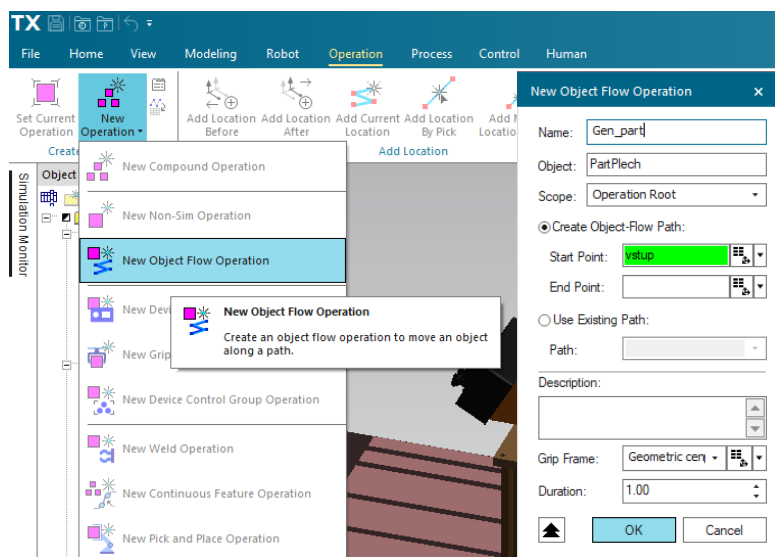 TX
File Home View Modeling Robot Operation Process Control Human
Set Current Operation
New Operation
Add Location Before
Add Location After
Add Current Location
Add Location By Pick
Add
Locatio
Create
Add Location
Simulation Monitor
Object
New Compound Operation
New Non-Sim Operation
New Object Flow Operation
New Devi
New Grip
New Device Control Group Operation
New Weld Operation
New Continuous Feature Operation
New Pick and Place Operation
New Object Flow Operation
Create an object flow operation to move an object
along a path.
New Object Flow Operation
Name: Gen_part
Object: PartPlech
Scope: Operation Root
Create Object-Flow Path:
Start Point: vstup
End Point:
Use Existing Path:
Path:
Description:
Grip Frame: Geometric cen
Duration: 1.00
OK Cancel